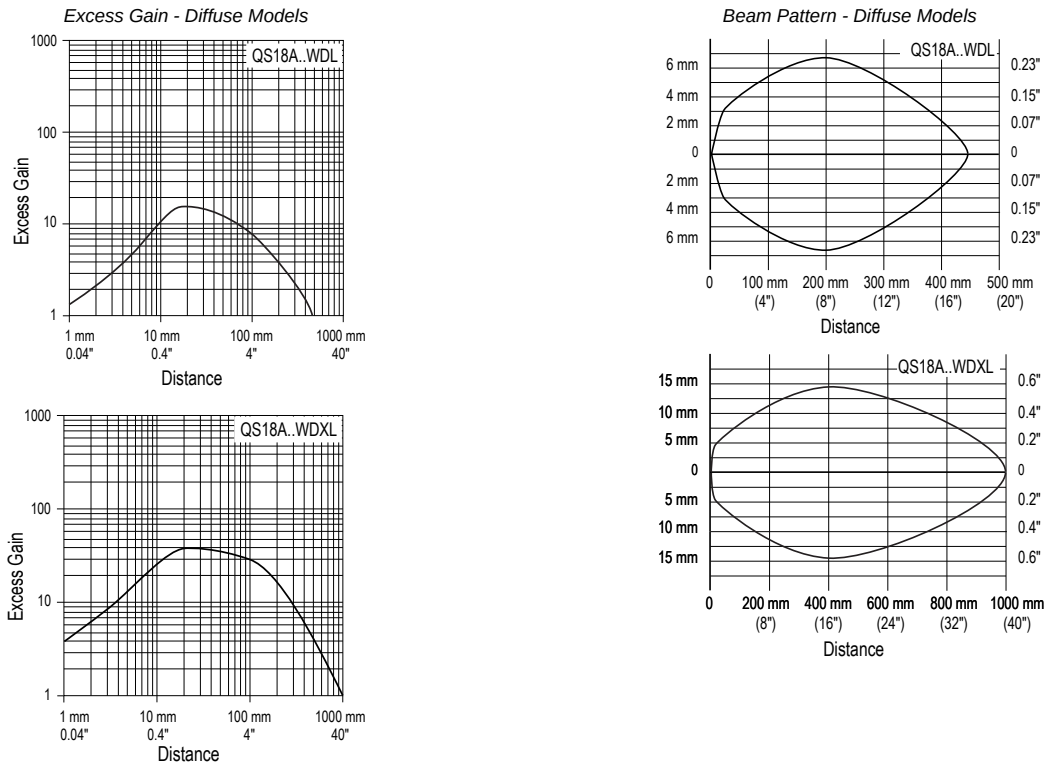 Excess Gain - Diffuse Models
1000
100
10
1
Excess Gain
QS18A..WDL
1 mm 10 mm 100 mm 1000 mm
0.04" 0.4" 4" 40"
Distance
1000
100
10
1
Excess Gain
QS18A..WDXL
1 mm 10 mm 100 mm 1000 mm
0.04" 0.4" 4" 40"
Distance
Beam Pattern - Diffuse Models
QS18A..WDL
6 mm 0.23"
4 mm 0.15"
2 mm 0.07"
0 0
2 mm 0.07"
4 mm 0.15"
6 mm 0.23"
0 100 mm 200 mm 300 mm 400 mm 500 mm
(4") (8") (12") (16") (20")
Distance
QS18A..WDXL
15 mm 0.6"
10 mm 0.4"
5 mm 0.2"
0 0
5 mm 0.2"
10 mm 0.4"
15 mm 0.6"
0 200 mm 400 mm 600 mm 800 mm 1000 mm
(8") (16") (24") (32") (40")
Distance